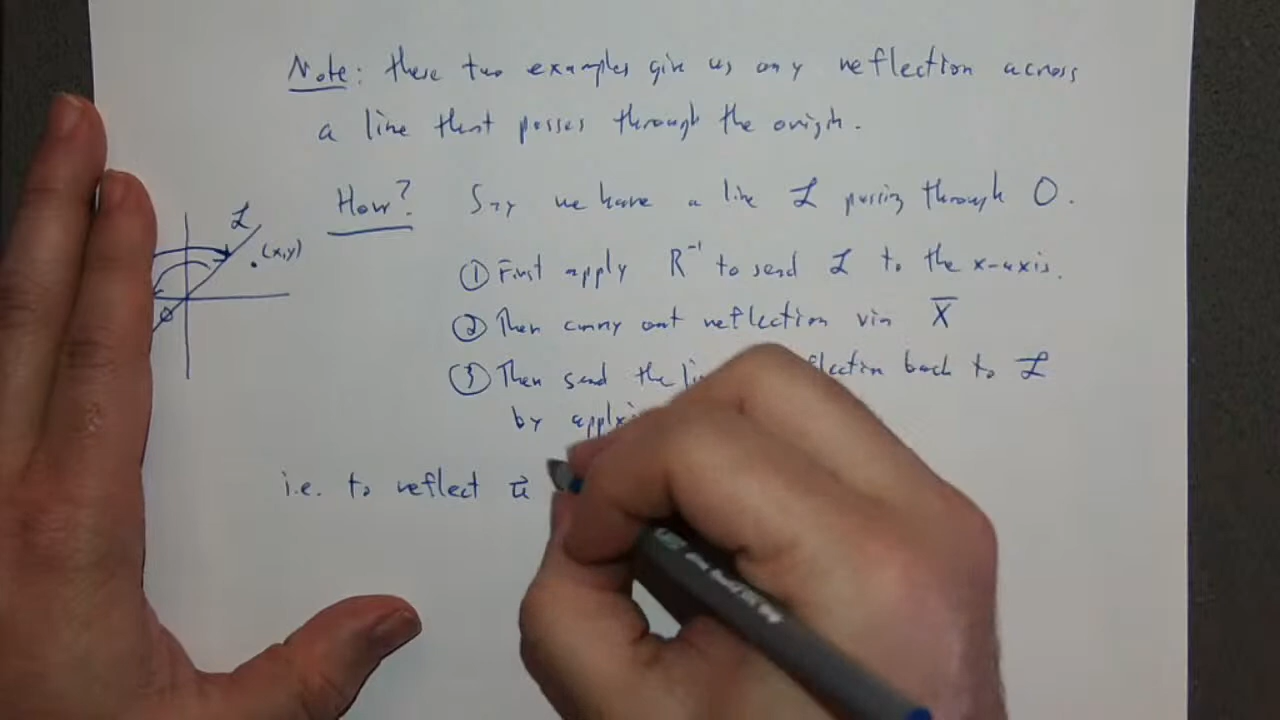 Note: these two examples give us any reflection across
a line that passes through the origin.
How? Say we have a line L passing through O.
L
(x,y)
① First apply R⁻¹ to send L to the x-axis.
② Then carry out reflection via X̅
③ Then send the back to L
by
i.e. to reflect u⃗